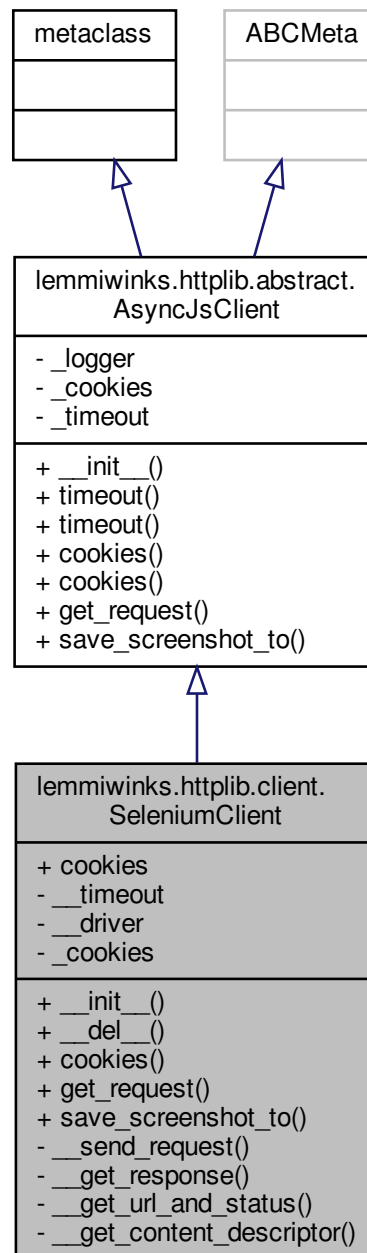 metaclass
ABCMeta
lemmiwinks.httplib.abstract.
AsyncJsClient
- _logger
- _cookies
- _timeout
+ __init__()
+ timeout()
+ timeout()
+ cookies()
+ cookies()
+ get_request()
+ save_screenshot_to()
lemmiwinks.httplib.client.
SeleniumClient
+ cookies
- __timeout
- __driver
- _cookies
+ __init__()
+ __del__()
+ cookies()
+ get_request()
+ save_screenshot_to()
- __send_request()
- __get_response()
- __get_url_and_status()
- __get_content_descriptor()